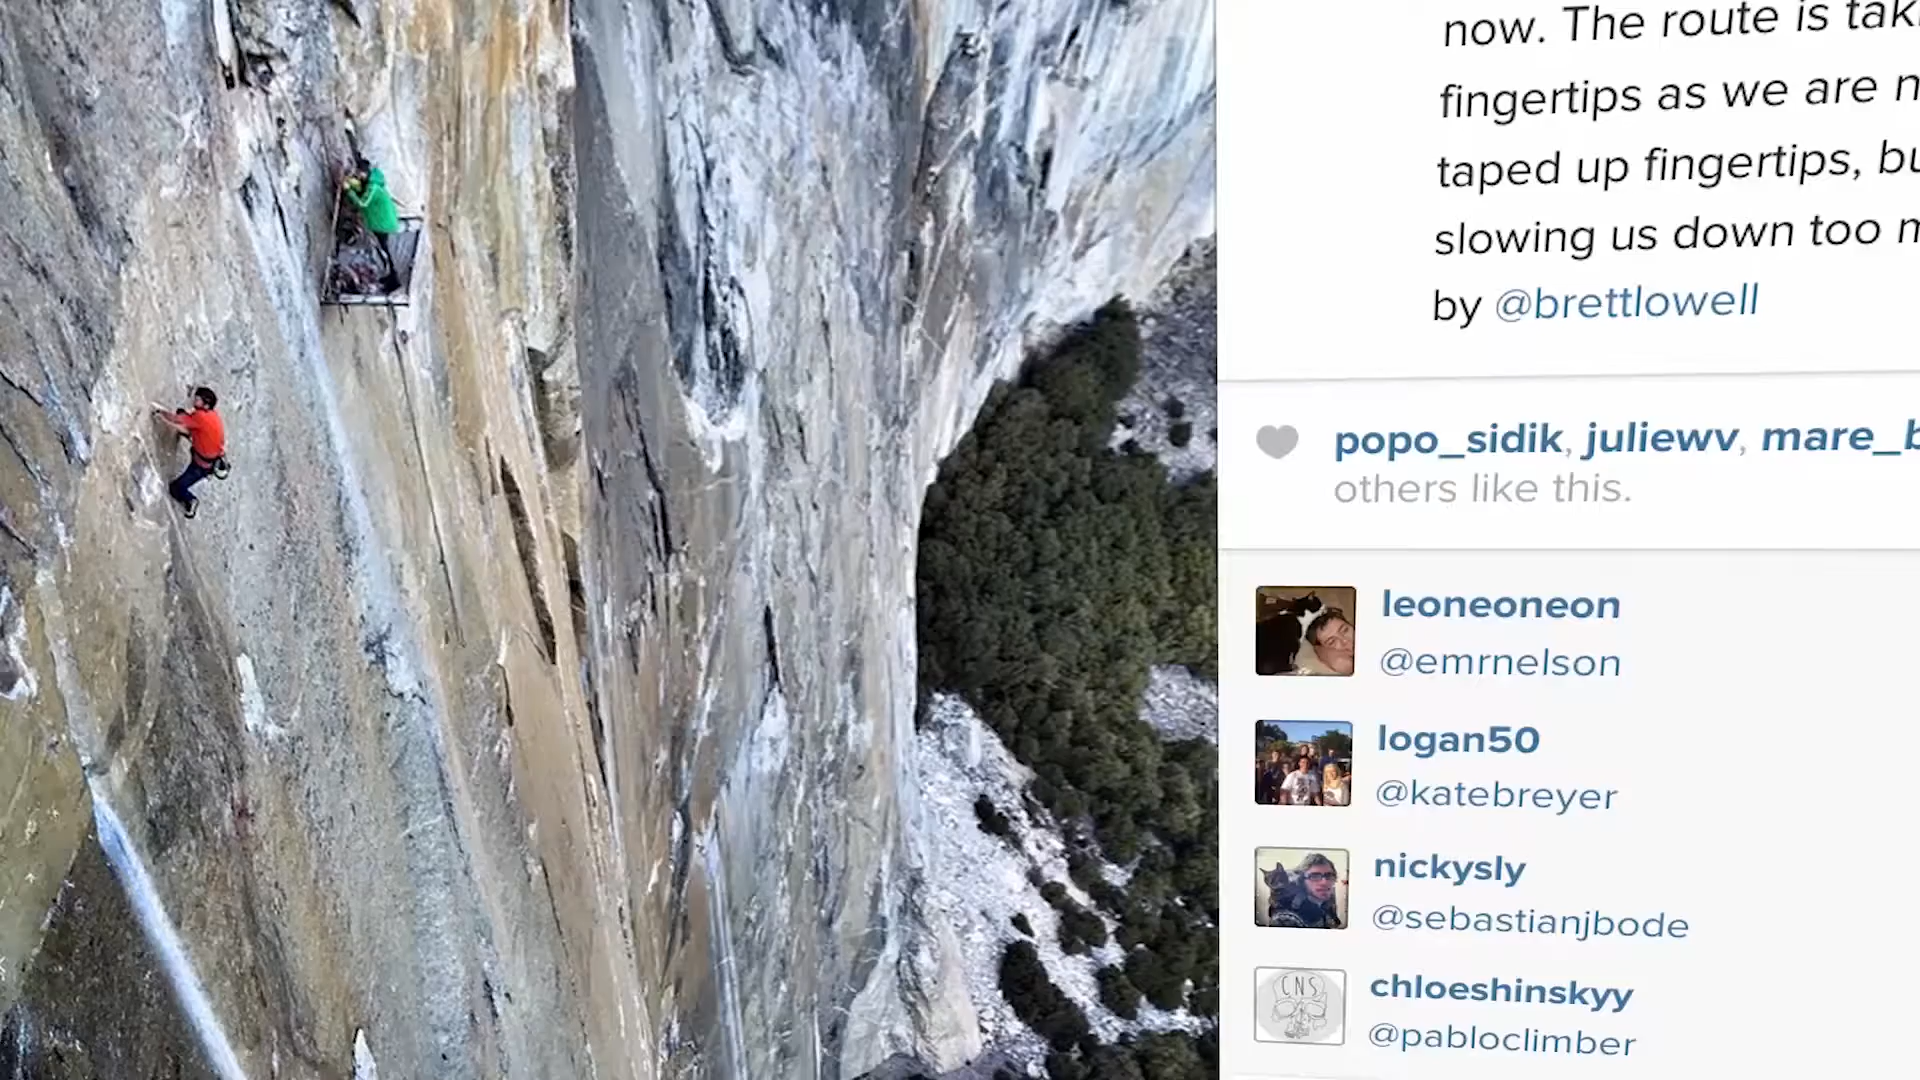 now. The route is
fingertips as we are
taped up fingertips,
slowing us down too
by @brettlowell
popo_sidik, juliewv,
others like this.
leoneoneon
@emrnelson
logan50
@katebreyer
nickysly
@sebastianjbode
chloeshinskyy
@pabloclimber
CNS